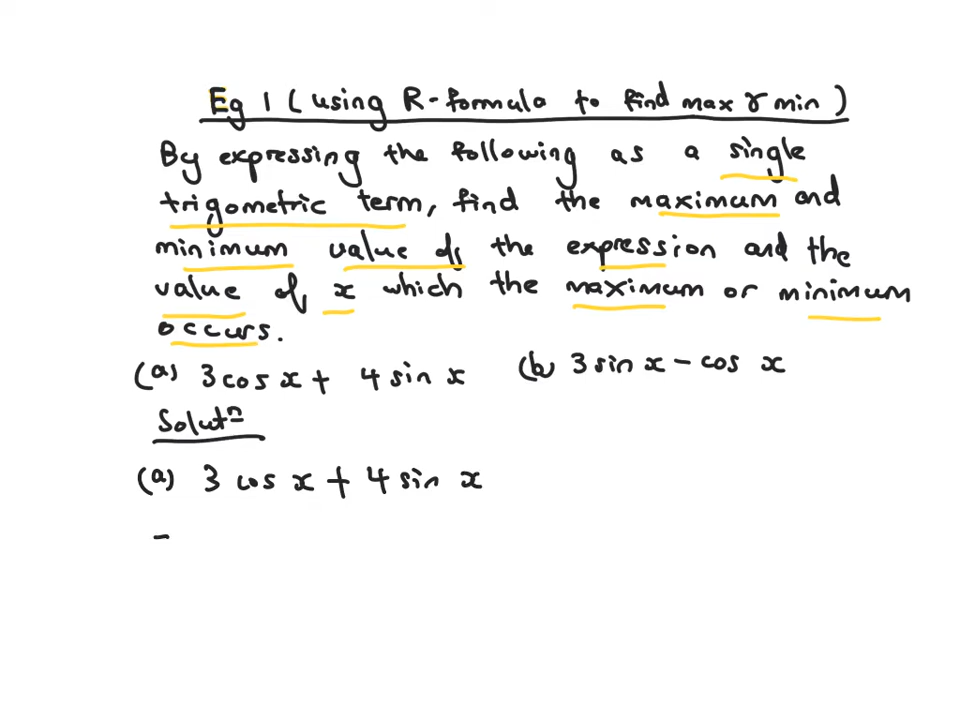 Eg 1 (using R-formula to find max & min)
By expressing the following as a single
trigometric term, find the maximum and
minimum value of the expression and the
value of x which the maximum or minimum
occurs.
(a) 3 cos x + 4 sin x (b) 3 sin x - cos x
Solutⁿ
(a) 3 cos x + 4 sin x
=